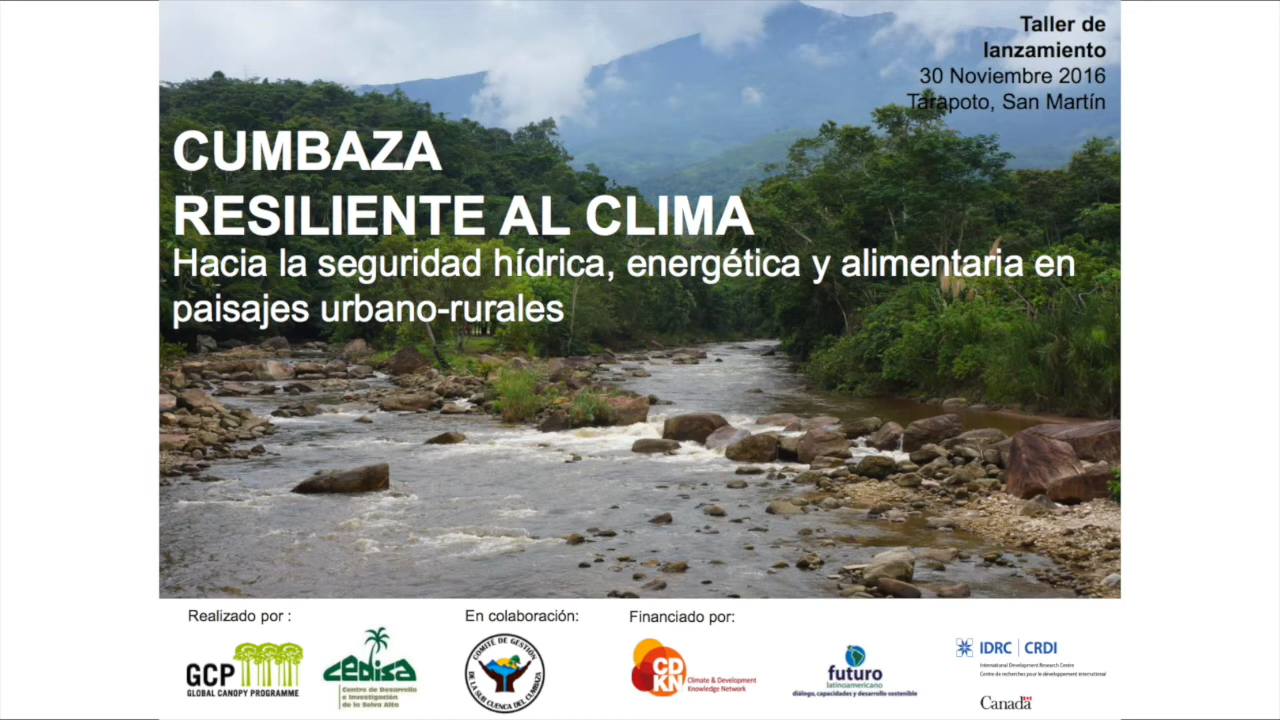 Taller de
lanzamiento
30 Noviembre 2016
Tarapoto, San Martín
CUMBAZA
RESILIENTE AL CLIMA
Hacia la seguridad hídrica, energética y alimentaria en
paisajes urbano-rurales
Realizado por :
En colaboración:
Financiado por:
GCP
GLOBAL CANOPY PROGRAMME
cedisa
Centro de Desarrollo
e Investigación
de la Selva Alta
COMITÉ DE GESTIÓN
DE LA SUB CUENCA DEL CUMBAZA
CD
KN
Climate & Development
Knowledge Network
futuro
latinoamericano
diálogo, capacidades y desarrollo sostenible
IDRC | CRDI
International Development Research Centre
Centre de recherches pour le développement international
Canada